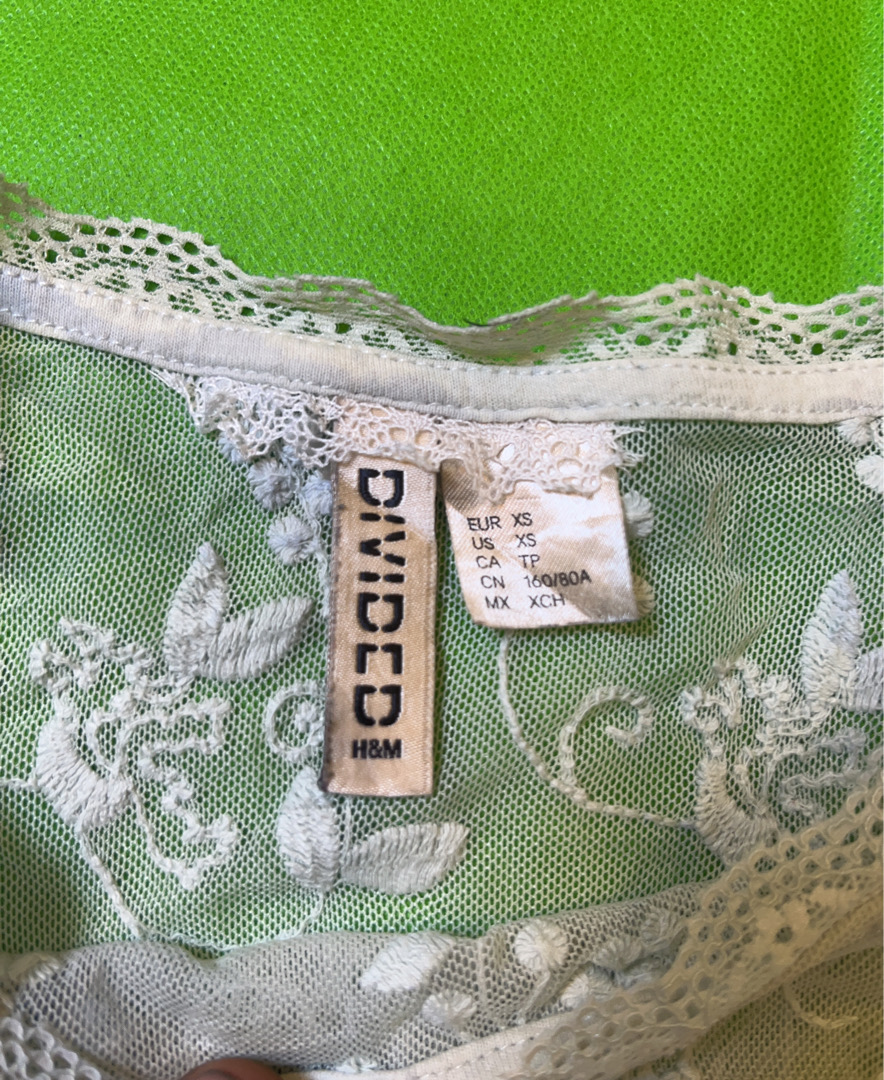 DIVIDED
H&M
EUR XS
US XS
CA TP
CN 160/80A
MX XCH